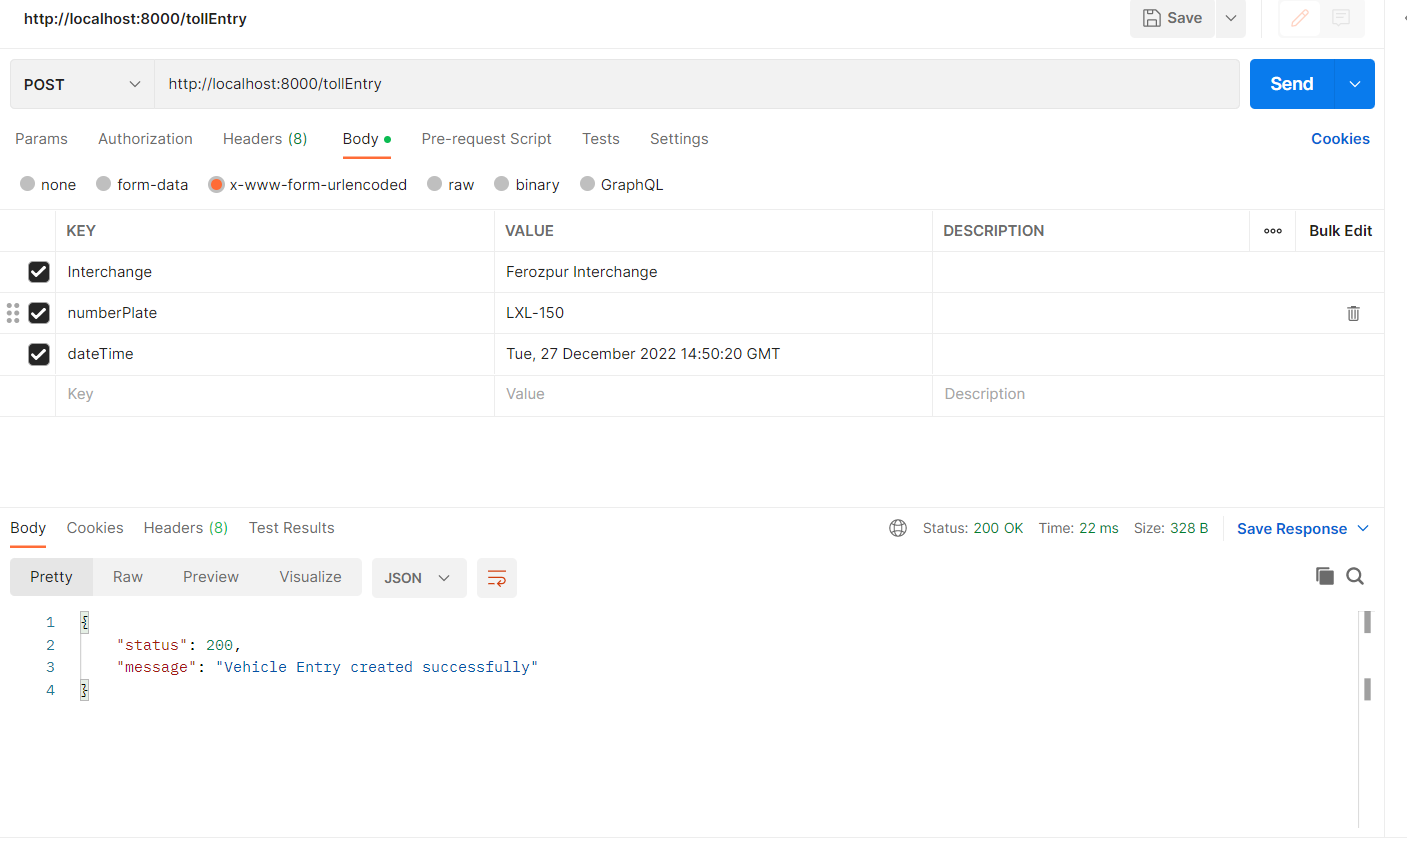 http://localhost:8000/tollEntry
Save
POST http://localhost:8000/tollEntry Send
Params Authorization Headers (8) Body Pre-request Script Tests Settings Cookies
none form-data x-www-form-urlencoded raw binary GraphQL
KEY VALUE DESCRIPTION ooo Bulk Edit
Interchange Ferozpur Interchange
numberPlate LXL-150
dateTime Tue, 27 December 2022 14:50:20 GMT
Key Value Description
Body Cookies Headers (8) Test Results Status: 200 OK Time: 22 ms Size: 328 B Save Response
Pretty Raw Preview Visualize JSON
1 {
2 "status": 200,
3 "message": "Vehicle Entry created successfully"
4 }